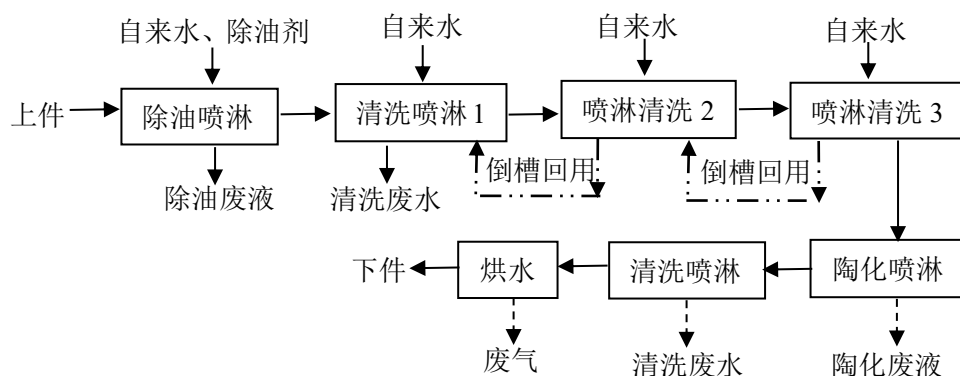 自来水、除油剂
自来水
自来水
自来水
上件
除油喷淋
清洗喷淋 1
喷淋清洗 2
喷淋清洗 3
倒槽回用
倒槽回用
除油废液
清洗废水
下件
烘水
清洗喷淋
陶化喷淋
废气
清洗废水
陶化废液